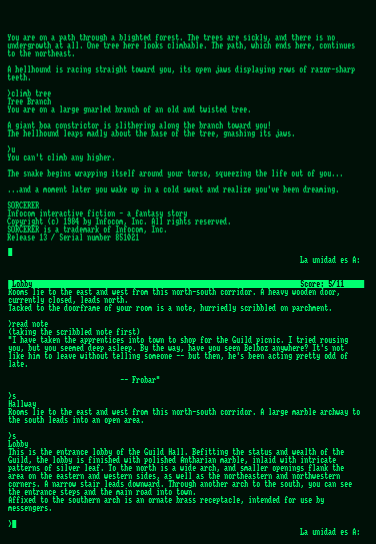 You are on a path through a blighted forest. The trees are sickly, and there is no
undergrowth at all. One tree here looks climbable. The path, which ends here, continues
to the northeast.
A hellhound is racing straight toward you, its open jaws displaying rows of razor-sharp
teeth.
>climb tree
Tree Branch
You are on a large gnarled branch of an old and twisted tree.
A giant boa constrictor is slithering along the branch toward you!
The hellhound leaps madly about the base of the tree, gnashing its jaws.
>u
You can't climb any higher.
The snake begins wrapping itself around your torso, squeezing the life out of you...
...and a moment later you wake up in a cold sweat and realize you've been dreaming.
SORCERER
Infocom interactive fiction - a fantasy story
Copyright (c) 1984 by Infocom, Inc. All rights reserved.
SORCERER is a trademark of Infocom, Inc.
Release 13 / Serial number 851021
La unidad es A:
Lobby Score: 5/11
Rooms lie to the east and west from this north-south corridor. A heavy wooden door,
currently closed, leads north.
Tacked to the doorframe of your room is a note, hurriedly scribbled on parchment.
>read note
(taking the scribbled note first)
"I have taken the apprentices into town to shop for the Guild picnic. I tried rousing
you, but you seemed deep asleep. By the way, have you seen Belboz anywhere? It's not
like him to leave without telling someone -- but then, he's been acting pretty odd of
late.
-- Frobar"
>s
Hallway
Rooms lie to the east and west from this north-south corridor. A large marble archway to
the south leads into an open area.
>s
Lobby
This is the entrance lobby of the Guild Hall. Befitting the status and wealth of the
Guild, the lobby is finished with polished Antharian marble, inlaid with intricate
patterns of silver leaf. To the north is a wide arch, and smaller openings flank the
area on the eastern and western sides, as well as the northeastern and northwestern
corners. A narrow stair leads downward. Through another arch to the south, you can see
the entrance steps and the main road into town.
Affixed to the southern arch is an ornate brass receptacle, intended for use by
messengers.
>
La unidad es A: